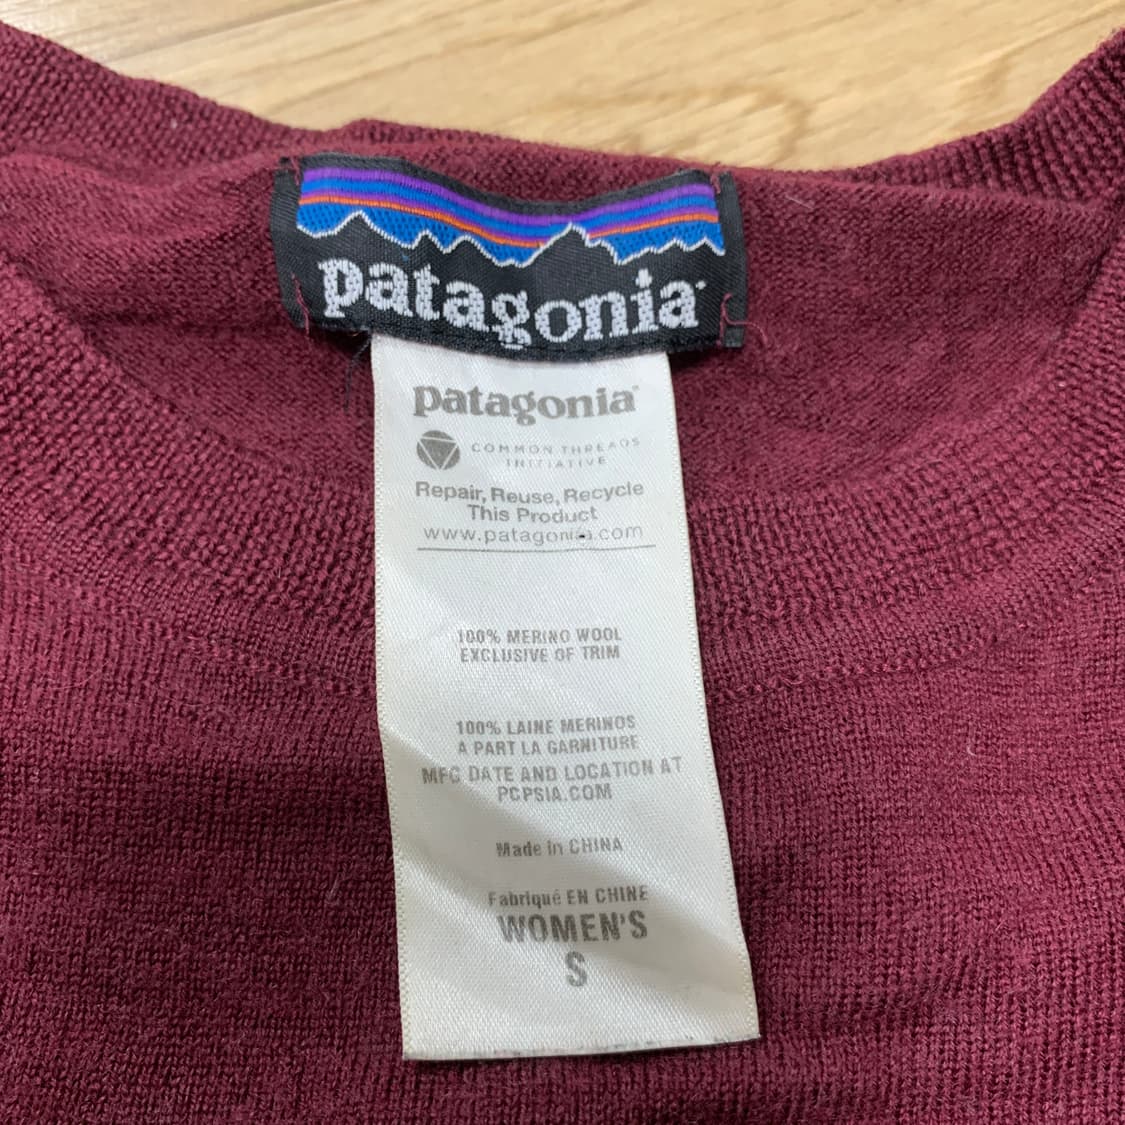 patagonia
patagonia
COMMON THREADS
INITIATIVE
Repair, Reuse, Recycle
This Product
www.patagonia.com
100% MERINO WOOL
EXCLUSIVE OF TRIM
100% LAINE MERINOS
A PART LA GARNITURE
MFG DATE AND LOCATION AT
PCPSIA.COM
Made in CHINA
Fabriqué EN CHINE
WOMEN'S
S